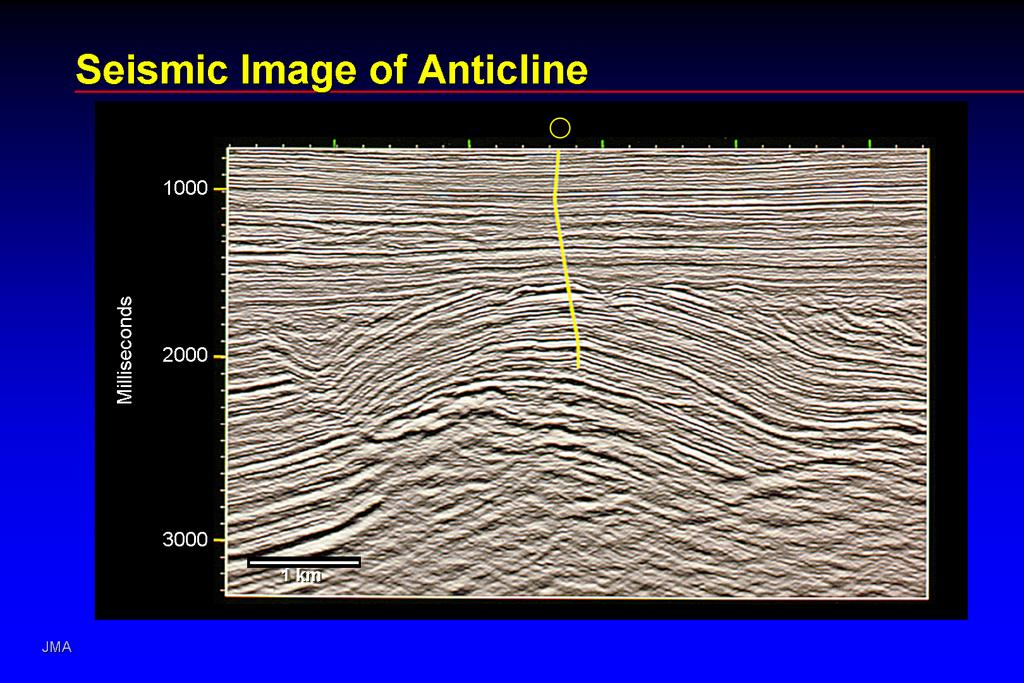 Seismic Image of Anticline
1000
Milliseconds
2000
3000
1 km
JMA